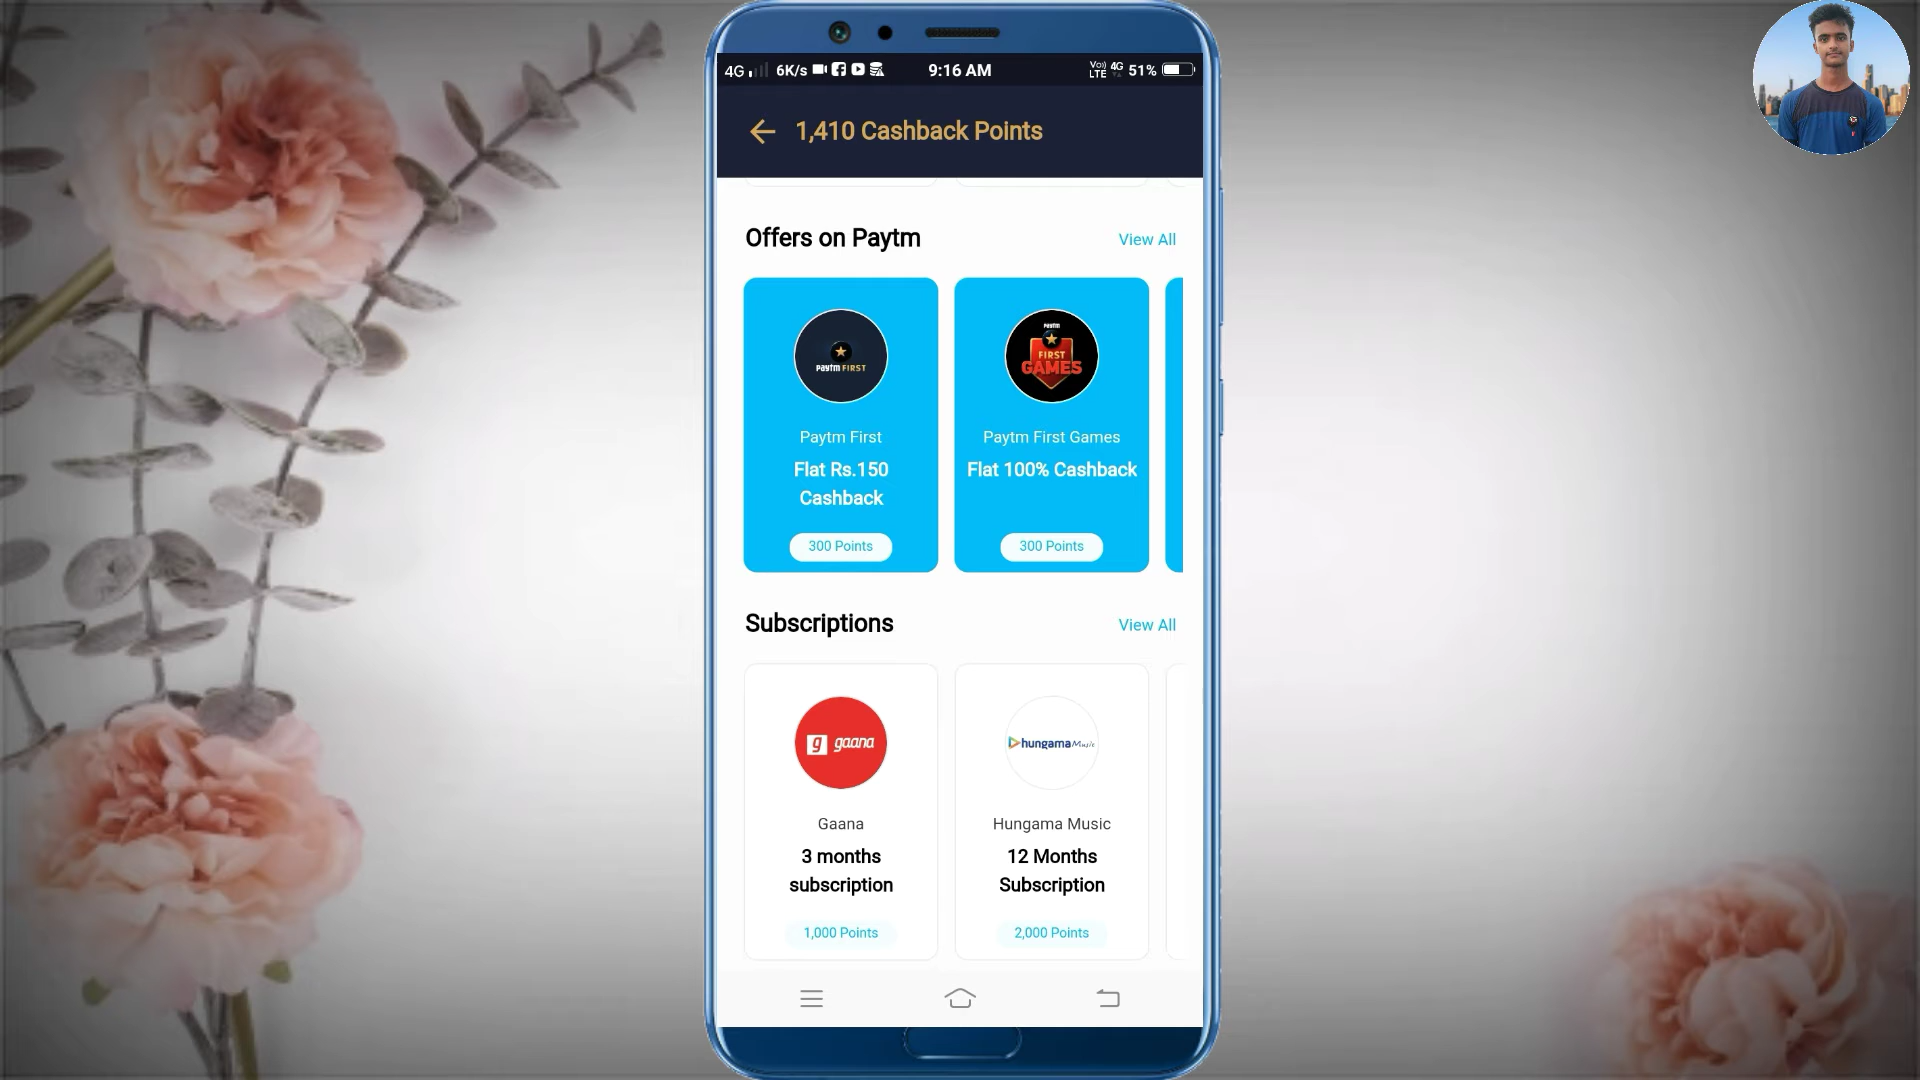 4G 6K/s 9:16 AM Vo) LTE 4G 51%
1,410 Cashback Points
Offers on Paytm View All
Paytm FIRST
Paytm
FIRST
GAMES
Paytm First Paytm First Games
Flat Rs.150 Flat 100% Cashback
Cashback
300 Points 300 Points
Subscriptions View All
g gaana hungama Music
Gaana Hungama Music
3 months 12 Months
subscription Subscription
1,000 Points 2,000 Points